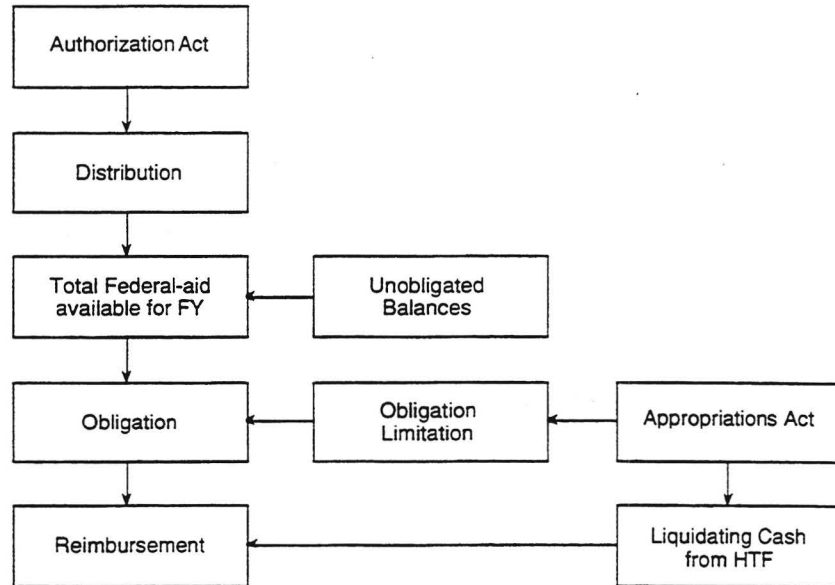 Authorization Act
Distribution
Total Federal-aid
available for FY
Unobligated
Balances
Obligation
Obligation
Limitation
Appropriations Act
Reimbursement
Liquidating Cash
from HTF